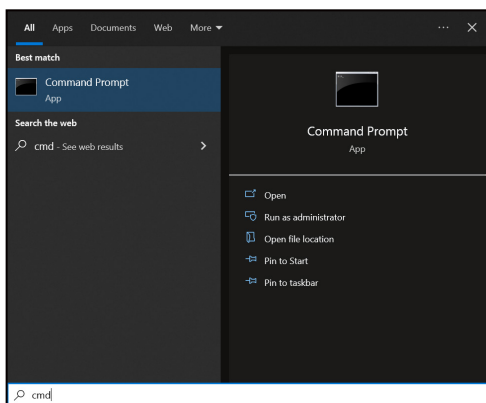 All Apps Documents Web More
Best match
Command Prompt
App
Search the web
cmd - See web results
Command Prompt
App
Open
Run as administrator
Open file location
Pin to Start
Pin to taskbar
cmd